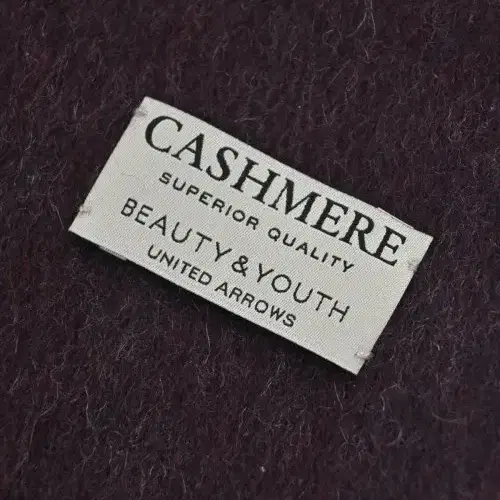 CASHMERE
SUPERIOR QUALITY
BEAUTY & YOUTH
UNITED ARROWS